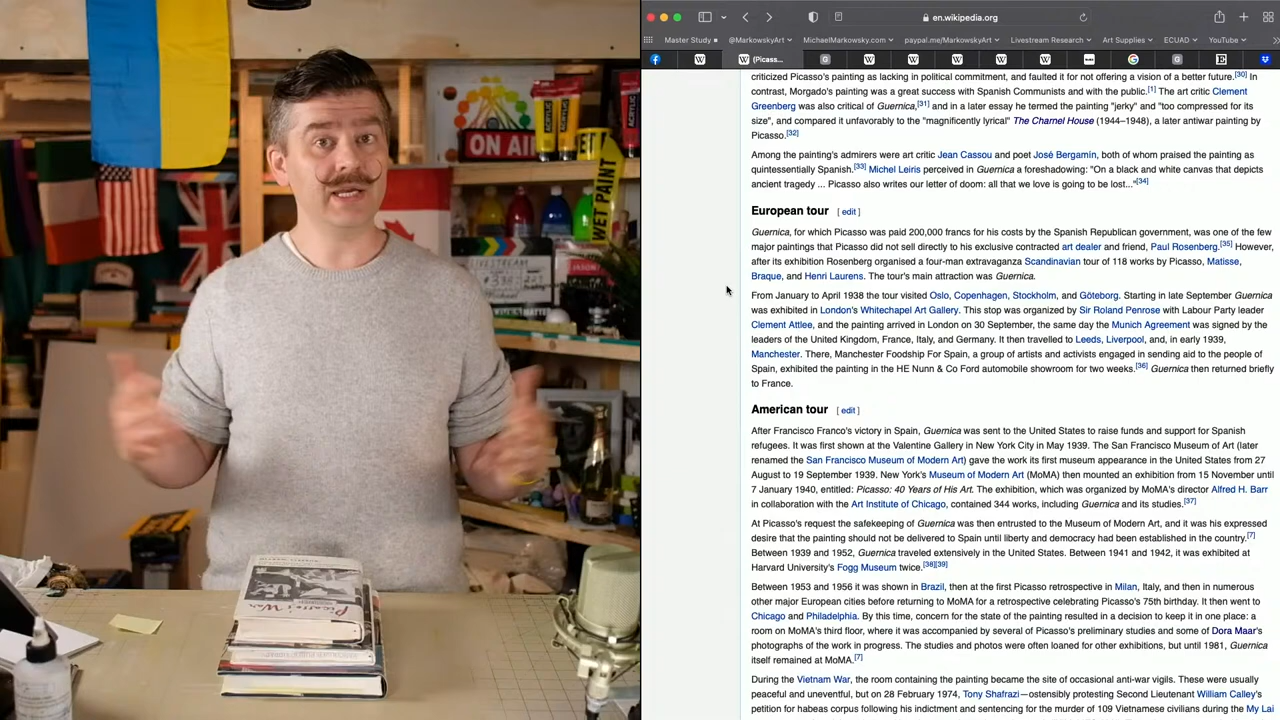 ON AIR
WET PAINT
ACRYLIC
LIVESTREAM
JASON
Picasso's War
en.wikipedia.org
Master Study
@MarkowskyArt
MichaelMarkowsky.com
paypal.me/MarkowskyArt
Livestream Research
Art Supplies
ECUAD
YouTube
(Picass...
criticized Picasso's painting as lacking in political commitment, and faulted it for not offering a vision of a better future.[30] In
contrast, Morgado's painting was a great success with Spanish Communists and with the public.[1] The art critic Clement
Greenberg was also critical of Guernica,[31] and in a later essay he termed the painting "jerky" and "too compressed for its
size", and compared it unfavorably to the "magnificently lyrical" The Charnel House (1944–1948), a later antiwar painting by
Picasso.[32]
Among the painting's admirers were art critic Jean Cassou and poet José Bergamín, both of whom praised the painting as
quintessentially Spanish.[33] Michel Leiris perceived in Guernica a foreshadowing: "On a black and white canvas that depicts
ancient tragedy ... Picasso also writes our letter of doom: all that we love is going to be lost..."[34]
European tour [ edit ]
Guernica, for which Picasso was paid 200,000 francs for his costs by the Spanish Republican government, was one of the few
major paintings that Picasso did not sell directly to his exclusive contracted art dealer and friend, Paul Rosenberg.[35] However,
after its exhibition Rosenberg organised a four-man extravaganza Scandinavian tour of 118 works by Picasso, Matisse,
Braque, and Henri Laurens. The tour's main attraction was Guernica.
From January to April 1938 the tour visited Oslo, Copenhagen, Stockholm, and Göteborg. Starting in late September Guernica
was exhibited in London's Whitechapel Art Gallery. This stop was organized by Sir Roland Penrose with Labour Party leader
Clement Attlee, and the painting arrived in London on 30 September, the same day the Munich Agreement was signed by the
leaders of the United Kingdom, France, Italy, and Germany. It then travelled to Leeds, Liverpool, and, in early 1939,
Manchester. There, Manchester Foodship For Spain, a group of artists and activists engaged in sending aid to the people of
Spain, exhibited the painting in the HE Nunn & Co Ford automobile showroom for two weeks.[36] Guernica then returned briefly
to France.
American tour [ edit ]
After Francisco Franco's victory in Spain, Guernica was sent to the United States to raise funds and support for Spanish
refugees. It was first shown at the Valentine Gallery in New York City in May 1939. The San Francisco Museum of Art (later
renamed the San Francisco Museum of Modern Art) gave the work its first museum appearance in the United States from 27
August to 19 September 1939. New York's Museum of Modern Art (MoMA) then mounted an exhibition from 15 November until
7 January 1940, entitled: Picasso: 40 Years of His Art. The exhibition, which was organized by MoMA's director Alfred H. Barr
in collaboration with the Art Institute of Chicago, contained 344 works, including Guernica and its studies.[37]
At Picasso's request the safekeeping of Guernica was then entrusted to the Museum of Modern Art, and it was his expressed
desire that the painting should not be delivered to Spain until liberty and democracy had been established in the country.[7]
Between 1939 and 1952, Guernica traveled extensively in the United States. Between 1941 and 1942, it was exhibited at
Harvard University's Fogg Museum twice.[38][39]
Between 1953 and 1956 it was shown in Brazil, then at the first Picasso retrospective in Milan, Italy, and then in numerous
other major European cities before returning to MoMA for a retrospective celebrating Picasso's 75th birthday. It then went to
Chicago and Philadelphia. By this time, concern for the state of the painting resulted in a decision to keep it in one place: a
room on MoMA's third floor, where it was accompanied by several of Picasso's preliminary studies and some of Dora Maar's
photographs of the work in progress. The studies and photos were often loaned for other exhibitions, but until 1981, Guernica
itself remained at MoMA.[7]
During the Vietnam War, the room containing the painting became the site of occasional anti-war vigils. These were usually
peaceful and uneventful, but on 28 February 1974, Tony Shafrazi—ostensibly protesting Second Lieutenant William Calley's
petition for habeas corpus following his indictment and sentencing for the murder of 109 Vietnamese civilians during the My Lai